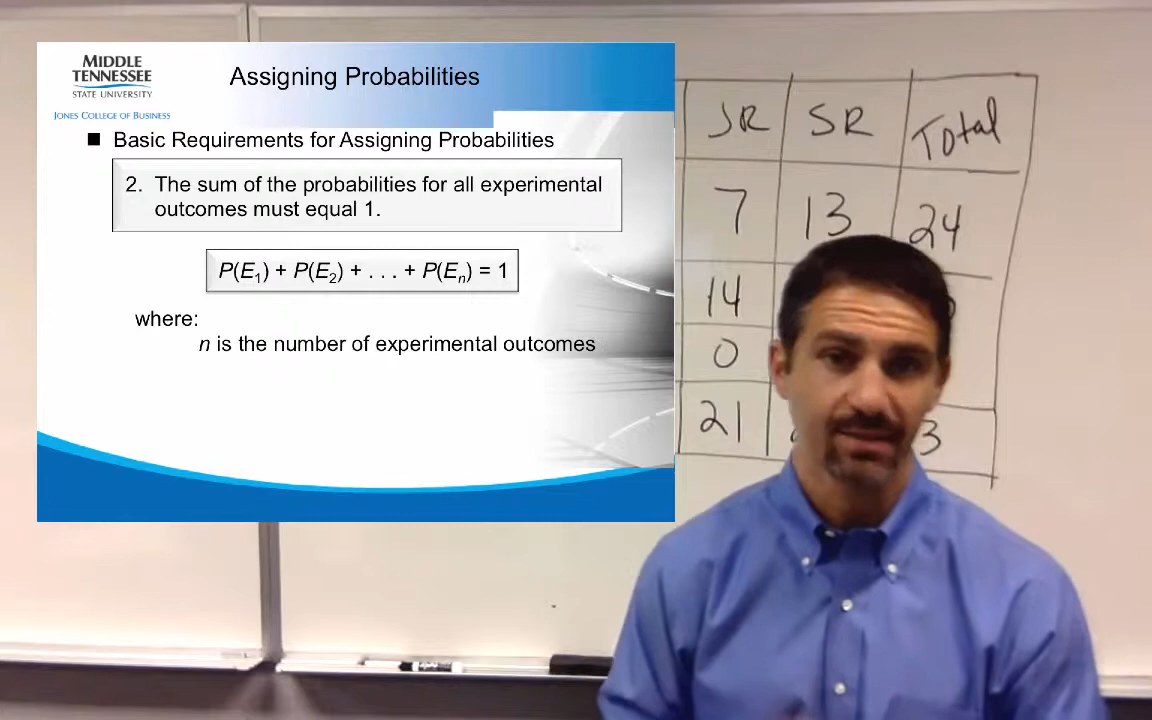 MIDDLE
TENNESSEE
STATE UNIVERSITY
JONES COLLEGE OF BUSINESS
Assigning Probabilities
■ Basic Requirements for Assigning Probabilities
2. The sum of the probabilities for all experimental
outcomes must equal 1.
P(E1) + P(E2) + . . . + P(En) = 1
where:
n is the number of experimental outcomes
JR SR Total
7 13 24
14
0
21 3